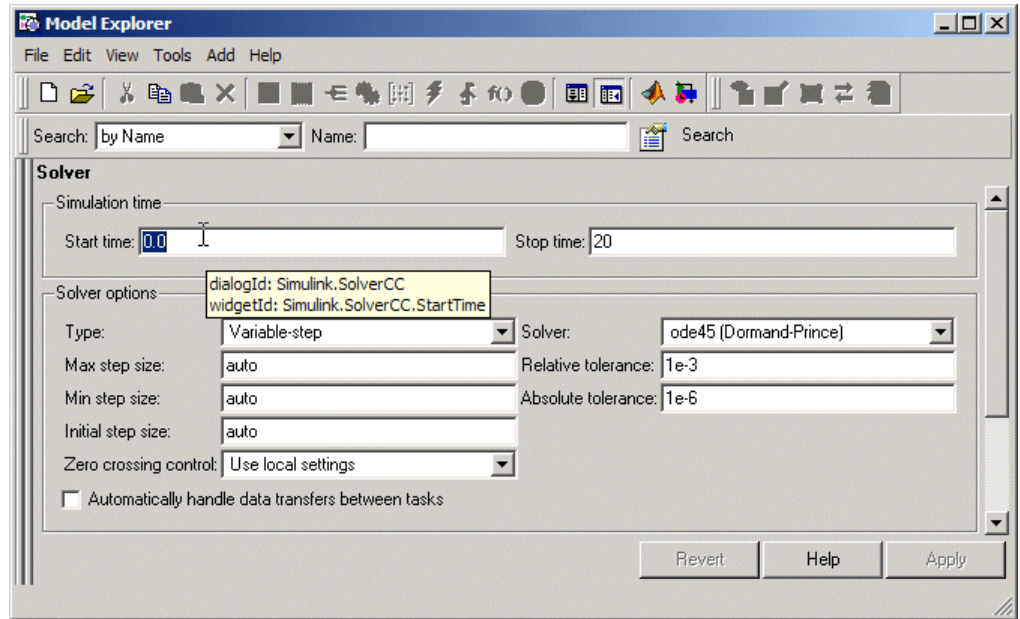 Model Explorer
File Edit View Tools Add Help
f()
Search: by Name Name: Search
Solver
Simulation time
Start time: 0.0 Stop time: 20
dialogId: Simulink.SolverCC
widgetId: Simulink.SolverCC.StartTime
Solver options
Type: Variable-step Solver: ode45 (Dormand-Prince)
Max step size: auto Relative tolerance: 1e-3
Min step size: auto Absolute tolerance: 1e-6
Initial step size: auto
Zero crossing control: Use local settings
Automatically handle data transfers between tasks
Revert Help Apply